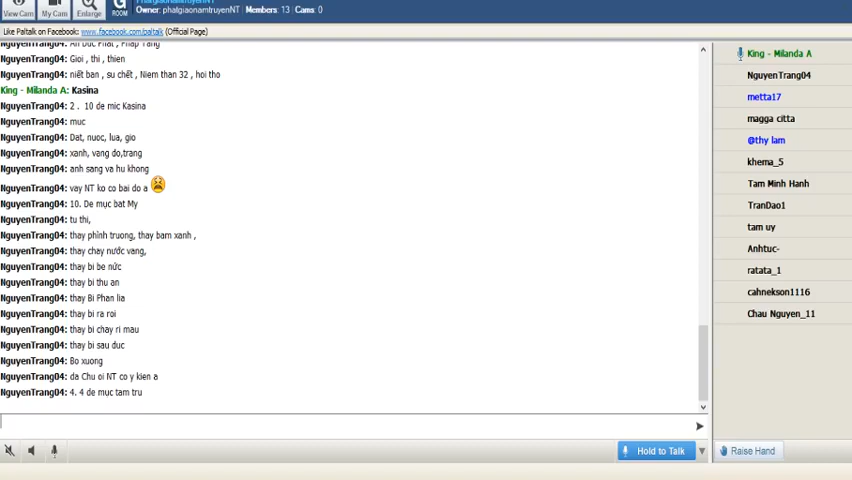 View Cam
My Cam
Enlarge
G
ROOM
PhatgiaonamtruyenNT
Owner: phatgiaonamtruyenNT | Members: 13 | Cams: 0
Like Paltalk on Facebook: www.facebook.com/paltalk (Official Page)
NguyenTrang04: An Duc Phat , Phap Tang
NguyenTrang04: Gioi , thi , thien
NguyenTrang04: niết ban , su chết , Niem than 32 , hoi tho
King - Milanda A: Kasina
NguyenTrang04: 2 . 10 de mic Kasina
NguyenTrang04: muc
NguyenTrang04: Dat, nuoc, lua, gio
NguyenTrang04: xanh, vang do,trang
NguyenTrang04: anh sang va hu khong
NguyenTrang04: vay NT ko co bai do a
NguyenTrang04: 10. De mục bat My
NguyenTrang04: tu thi,
NguyenTrang04: thay phình truong, thay bam xanh ,
NguyenTrang04: thay chay nước vang,
NguyenTrang04: thay bi be nức
NguyenTrang04: thay bi thu an
NguyenTrang04: thay Bi Phan lia
NguyenTrang04: thay bi ra roi
NguyenTrang04: thay bi chay ri mau
NguyenTrang04: thay bi sau duc
NguyenTrang04: Bo xuong
NguyenTrang04: da Chu oi NT co y kien a
NguyenTrang04: 4. 4 de mục tam tru
Hold to Talk
King - Milanda A
NguyenTrang04
metta17
magga citta
@thy lam
khema_5
Tam Minh Hanh
TranDao1
tam uy
Anhtuc-
ratata_1
cahnekson1116
Chau Nguyen_11
Raise Hand